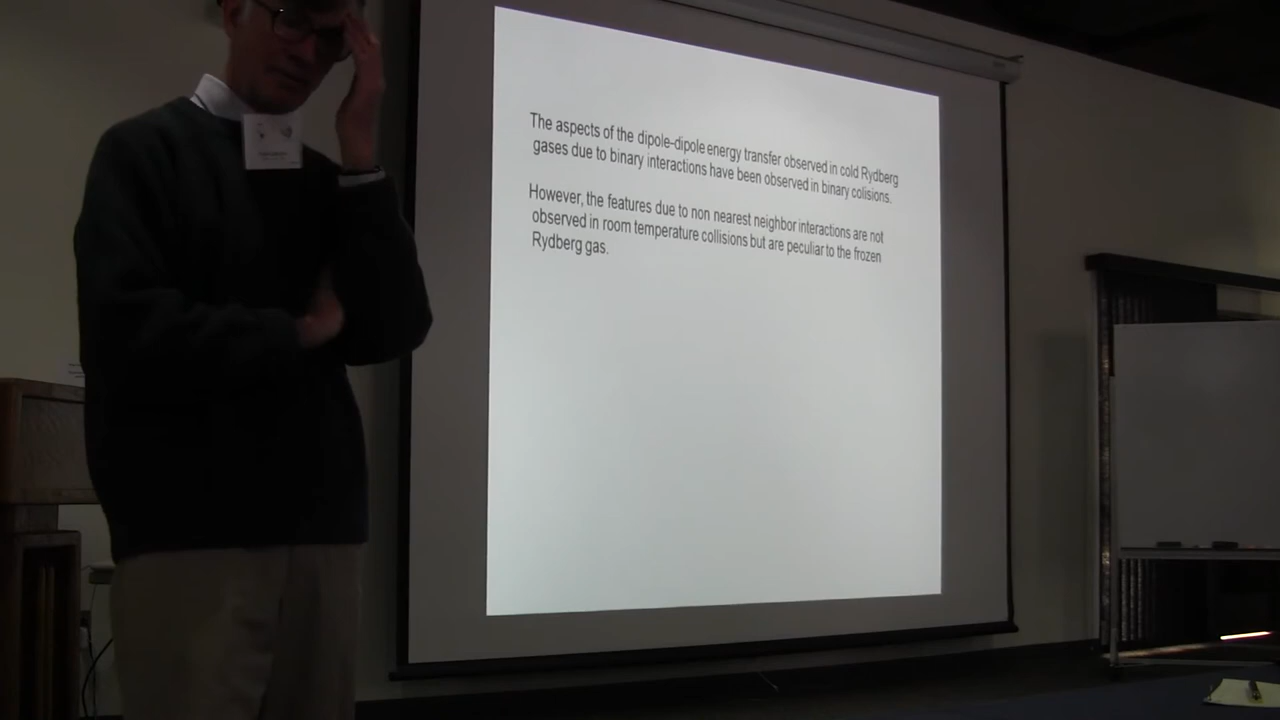 The aspects of the dipole-dipole energy transfer observed in cold Rydberg
gases due to binary interactions have been observed in binary colisions.
However, the features due to non nearest neighbor interactions are not
observed in room temperature collisions but are peculiar to the frozen
Rydberg gas.